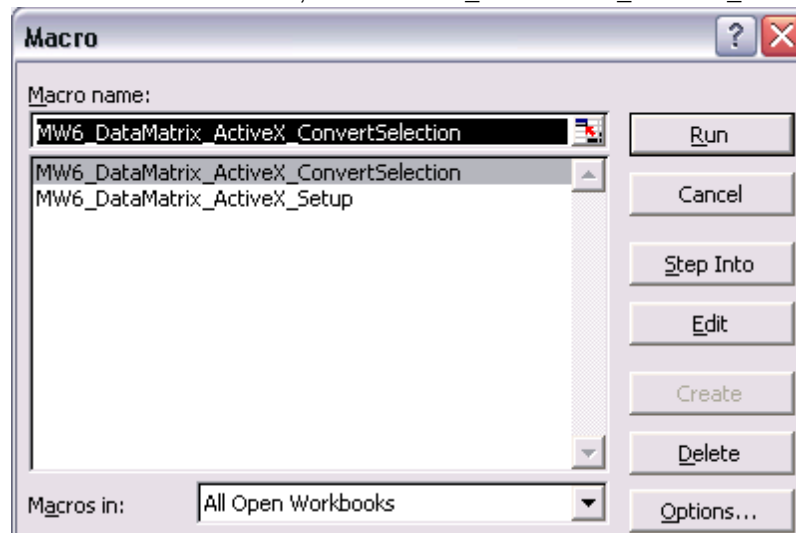 Macro
Macro name:
MW6_DataMatrix_ActiveX_ConvertSelection
Run
MW6_DataMatrix_ActiveX_ConvertSelection
MW6_DataMatrix_ActiveX_Setup
Cancel
Step Into
Edit
Create
Delete
Macros in:
All Open Workbooks
Options...